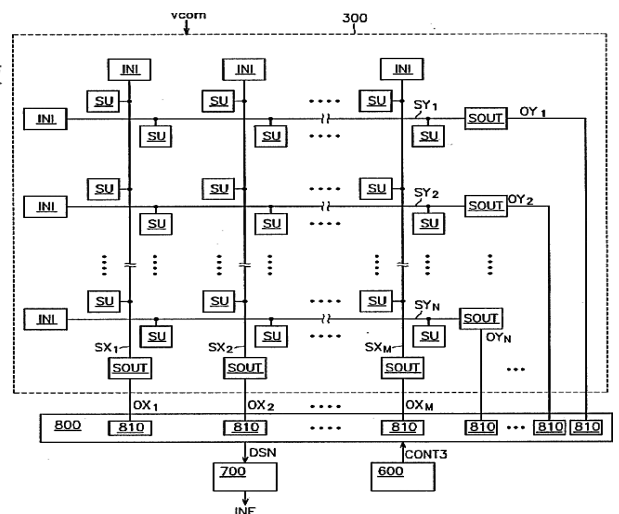 vcom 300
INI INI INI
SU SU SU SY1 OY1
INI SOUT
SU SU SU
SU SU SU SY2 OY2
INI SOUT
SU SU SU
SU SU SU SYN
INI SOUT
SU SU SU OYN
SX1 SX2 SXM
SOUT SOUT SOUT
OX1 OX2 OXM
800 810 810 810 810 810 810
DSN CONT3
700 600
INF